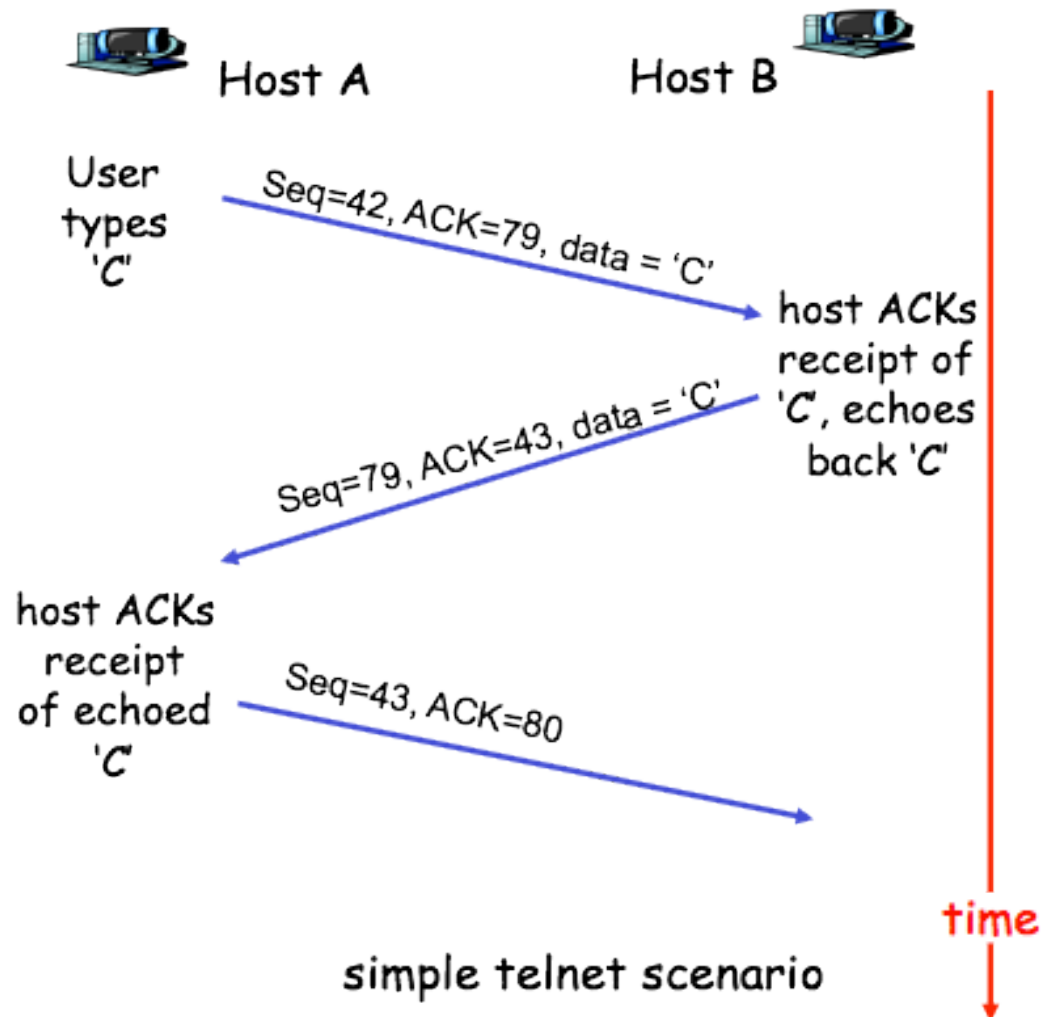 Host A
Host B
User
types
'C'
Seq=42, ACK=79, data = ‘C’
host ACKs
receipt of
'C', echoes
back 'C'
Seq=79, ACK=43, data = ‘C’
host ACKs
receipt
of echoed
'C'
Seq=43, ACK=80
time
simple telnet scenario